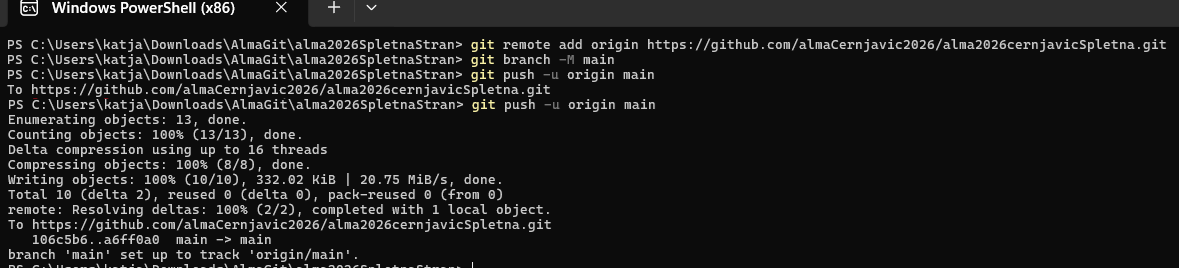 Windows PowerShell (x86)
PS C:\Users\katja\Downloads\AlmaGit\alma2026SpletnaStran> git remote add origin https://github.com/almaCernjavic2026/alma2026cernjavicSpletna.git
PS C:\Users\katja\Downloads\AlmaGit\alma2026SpletnaStran> git branch -M main
PS C:\Users\katja\Downloads\AlmaGit\alma2026SpletnaStran> git push -u origin main
To https://github.com/almaCernjavic2026/alma2026cernjavicSpletna.git
PS C:\Users\katja\Downloads\AlmaGit\alma2026SpletnaStran> git push -u origin main
Enumerating objects: 13, done.
Counting objects: 100% (13/13), done.
Delta compression using up to 16 threads
Compressing objects: 100% (8/8), done.
Writing objects: 100% (10/10), 332.02 KiB | 20.75 MiB/s, done.
Total 10 (delta 2), reused 0 (delta 0), pack-reused 0 (from 0)
remote: Resolving deltas: 100% (2/2), completed with 1 local object.
To https://github.com/almaCernjavic2026/alma2026cernjavicSpletna.git
   106c5b6..a6ff0a0  main -> main
branch 'main' set up to track 'origin/main'.
PS C:\Users\katja\Downloads\AlmaGit\alma2026SpletnaStran>